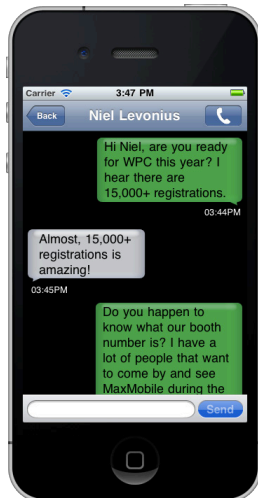 Carrier 3:47 PM
Back Niel Levonius
Hi Niel, are you ready
for WPC this year? I
hear there are
15,000+ registrations.
03:44PM
Almost, 15,000+
registrations is
amazing!
03:45PM
Do you happen to
know what our booth
number is? I have a
lot of people that want
to come by and see
MaxMobile during the
Send